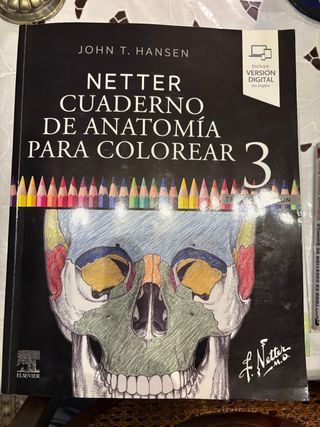 JOHN T. HANSEN
Incluye
VERSIÓN
DIGITAL
en inglés
NETTER
CUADERNO
DE ANATOMÍA
PARA COLOREAR 3
F. Netter
M.D.
ELSEVIER